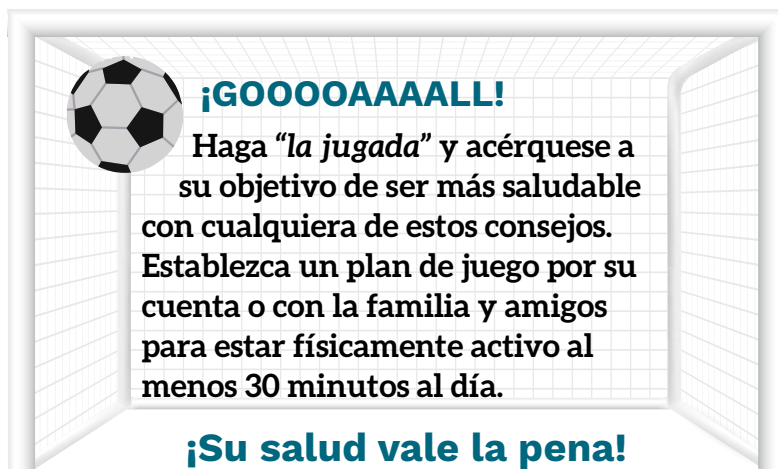 ¡GOOOOAAAALL!
Haga “la jugada” y acérquese a
su objetivo de ser más saludable
con cualquiera de estos consejos.
Establezca un plan de juego por su
cuenta o con la familia y amigos
para estar físicamente activo al
menos 30 minutos al día.
¡Su salud vale la pena!